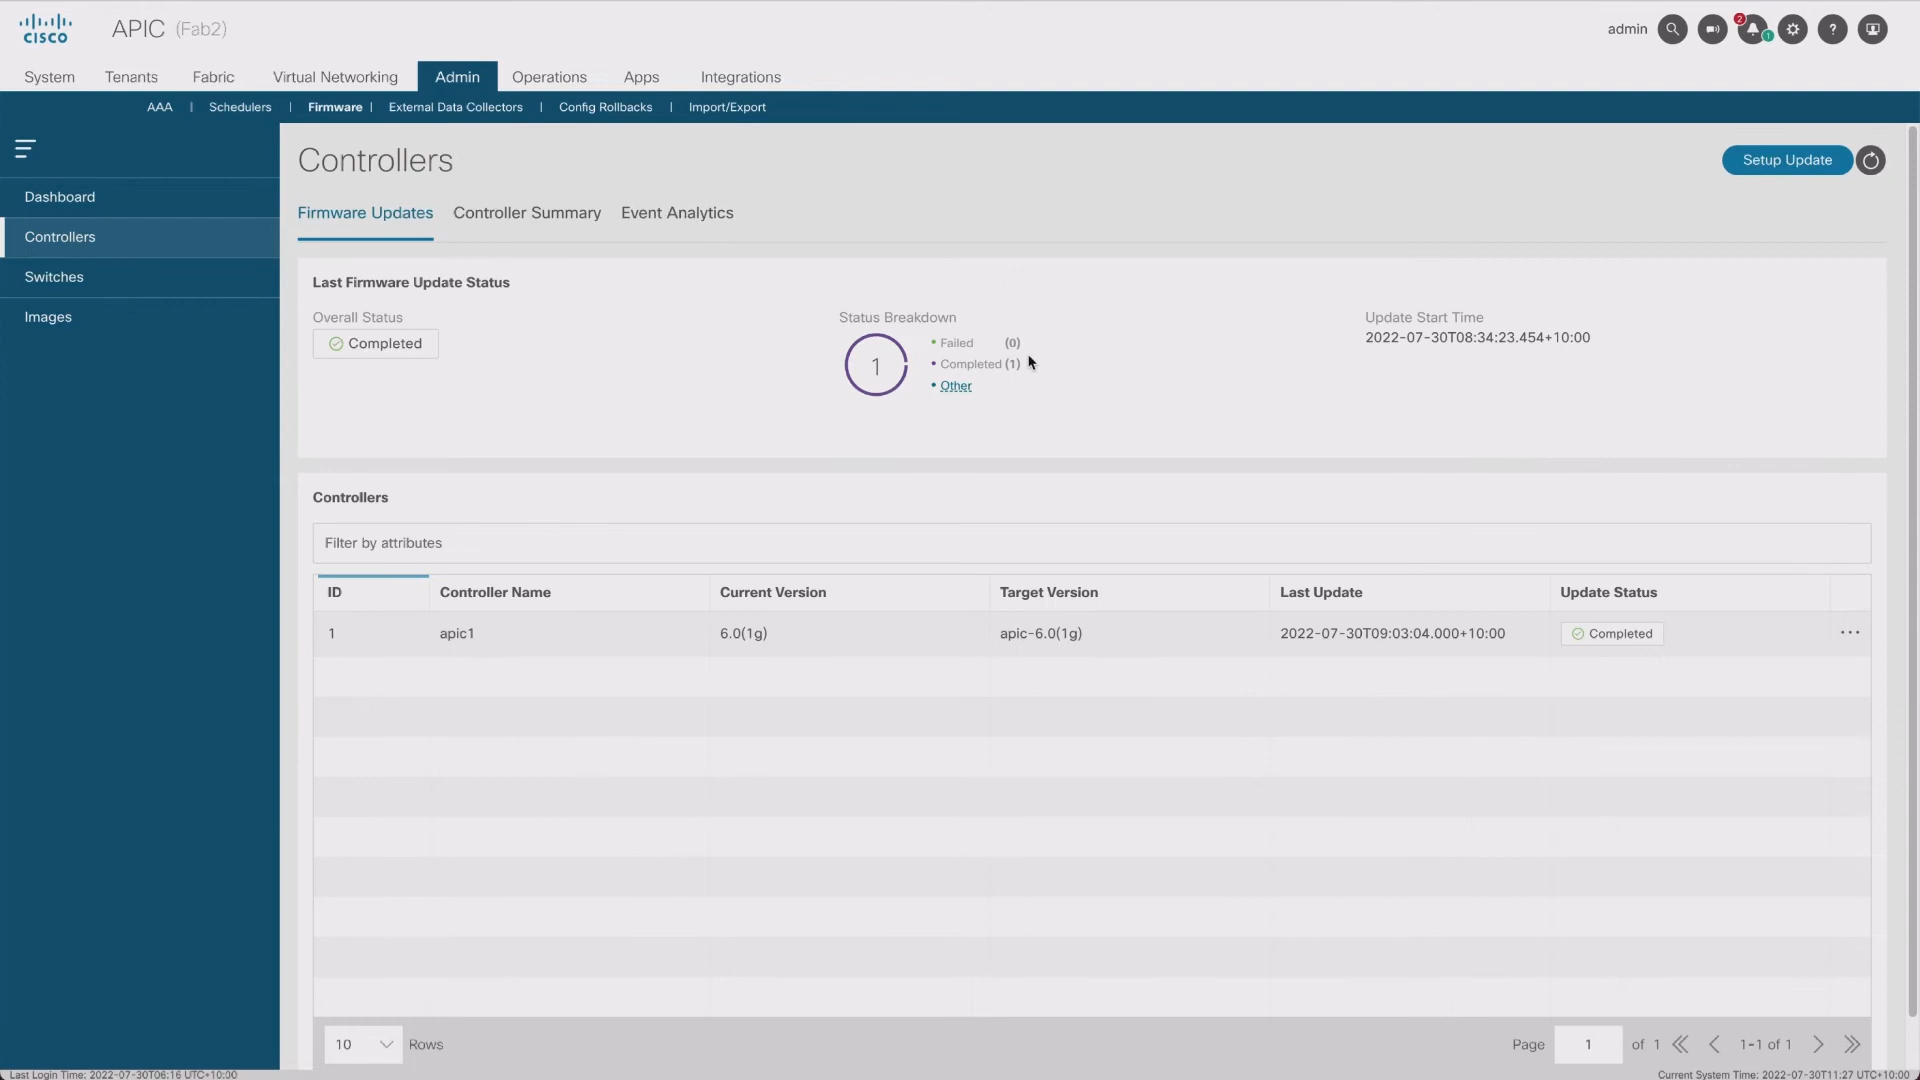 CISCO APIC (Fab2) admin 2 1 ?
System Tenants Fabric Virtual Networking Admin Operations Apps Integrations
AAA | Schedulers | Firmware | External Data Collectors | Config Rollbacks | Import/Export
Dashboard
Controllers
Switches
Images
Controllers Setup Update
Firmware Updates Controller Summary Event Analytics
Last Firmware Update Status
Overall Status
Completed
Status Breakdown
1
• Failed (0)
• Completed (1)
• Other
Update Start Time
2022-07-30T08:34:23.454+10:00
Controllers
Filter by attributes
ID Controller Name Current Version Target Version Last Update Update Status
1 apic1 6.0(1g) apic-6.0(1g) 2022-07-30T09:03:04.000+10:00 Completed ...
10 Rows Page 1 of 1 1-1 of 1
Last Login Time: 2022-07-30T06:16 UTC+10:00 Current System Time: 2022-07-30T11:27 UTC+10:00